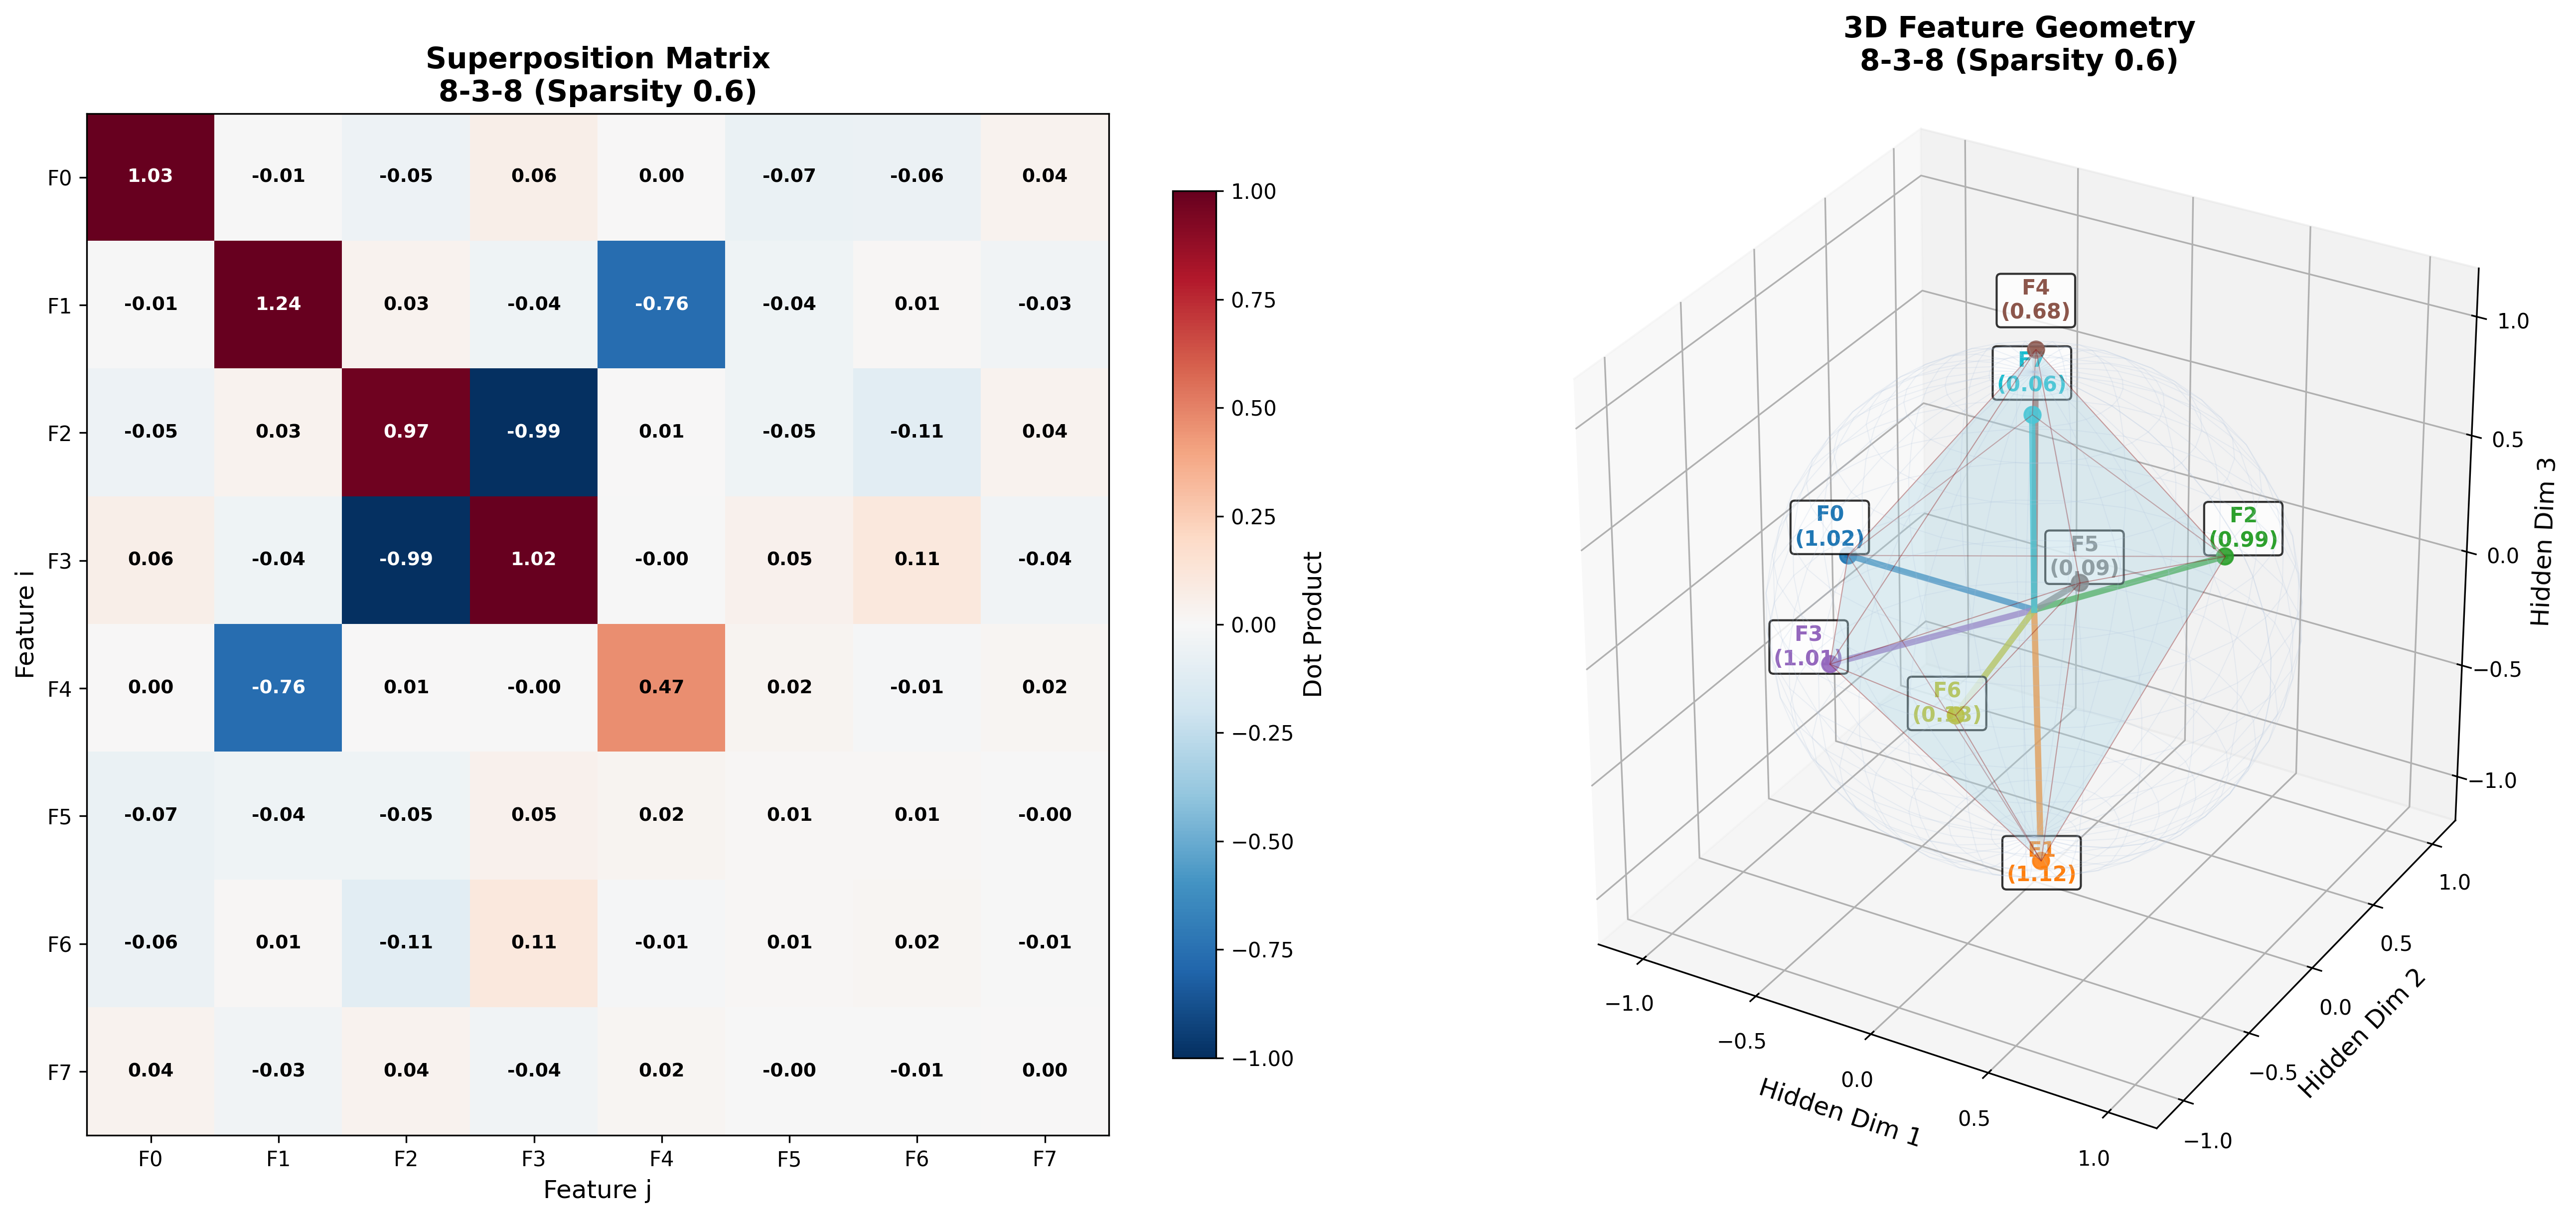 Superposition Matrix
8-3-8 (Sparsity 0.6)
F0 1.03 -0.01 -0.05 0.06 0.00 -0.07 -0.06 0.04
F1 -0.01 1.24 0.03 -0.04 -0.76 -0.04 0.01 -0.03
F2 -0.05 0.03 0.97 -0.99 0.01 -0.05 -0.11 0.04
F3 0.06 -0.04 -0.99 1.02 -0.00 0.05 0.11 -0.04
F4 0.00 -0.76 0.01 -0.00 0.47 0.02 -0.01 0.02
F5 -0.07 -0.04 -0.05 0.05 0.02 0.01 0.01 -0.00
F6 -0.06 0.01 -0.11 0.11 -0.01 0.01 0.02 -0.01
F7 0.04 -0.03 0.04 -0.04 0.02 -0.00 -0.01 0.00
F0 F1 F2 F3 F4 F5 F6 F7
Feature j
Feature i
1.00
0.75
0.50
0.25
0.00
−0.25
−0.50
−0.75
−1.00
Dot Product
3D Feature Geometry
8-3-8 (Sparsity 0.6)
F4
(0.68)
(0.06)
F0
(1.02)
F2
(0.99)
F5
(0.09)
F3
(1.01)
F6
F1
(1.12)
1.0
0.5
0.0
−0.5
−1.0
Hidden Dim 3
−1.0
−0.5
0.0
0.5
1.0
Hidden Dim 1
1.0
0.5
0.0
−0.5
−1.0
Hidden Dim 2